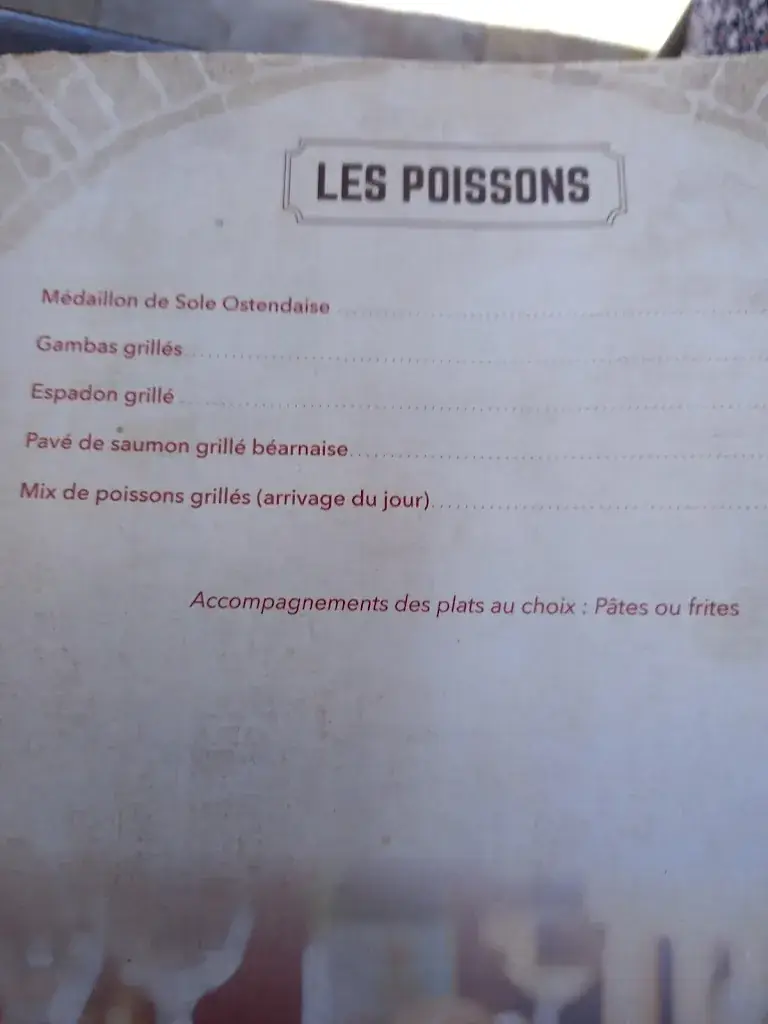 LES POISSONS
Médaillon de Sole Ostendaise
Gambas grillés
Espadon grillé
Pavé de saumon grillé béarnaise
Mix de poissons grillés (arrivage du jour)
Accompagnements des plats au choix : Pâtes ou frites